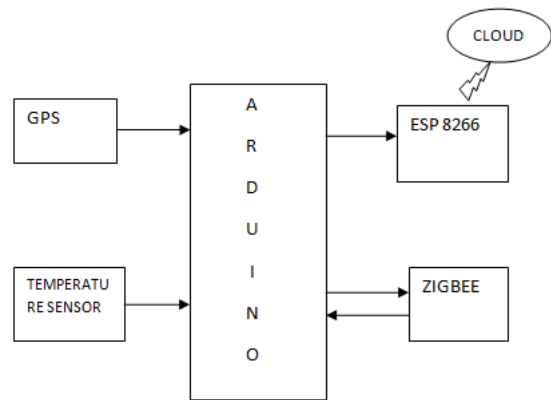 CLOUD
GPS
A
R
D
U
I
N
O
ESP 8266
TEMPERATU
RE SENSOR
ZIGBEE